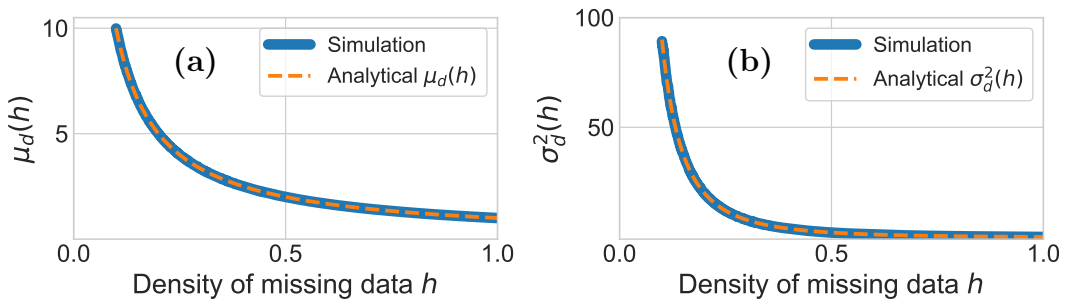 10
5
μ_d(h)
(a)
Simulation
Analytical μ_d(h)
0.0 0.5 1.0
Density of missing data h
100
50
σ_d^2(h)
(b)
Simulation
Analytical σ_d^2(h)
0.0 0.5 1.0
Density of missing data h